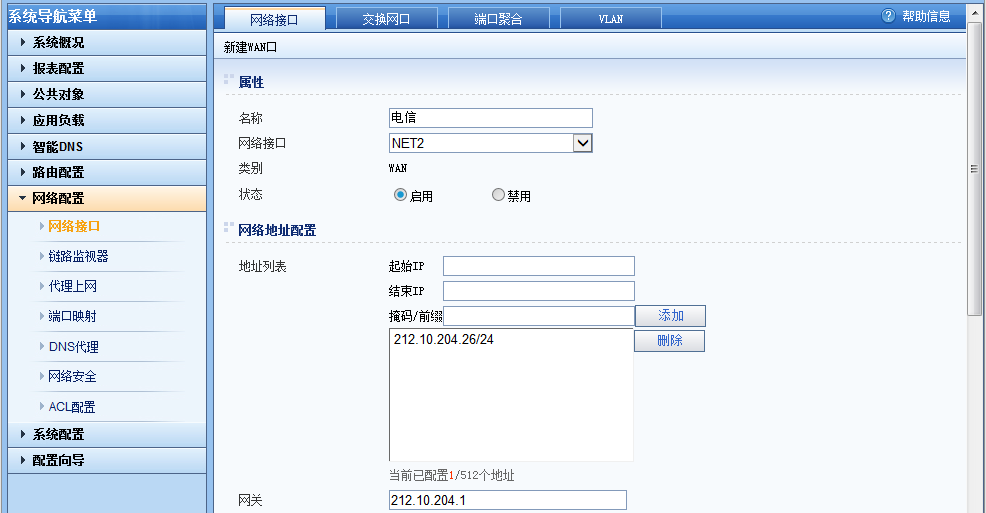 系统导航菜单
系统概况
报表配置
公共对象
应用负载
智能DNS
路由配置
网络配置
网络接口
链路监视器
代理上网
端口映射
DNS代理
网络安全
ACL配置
系统配置
配置向导
网络接口 交换网口 端口聚合 VLAN ? 帮助信息
新建WAN口
属性
名称 电信
网络接口 NET2
类别 WAN
状态 启用 禁用
网络地址配置
地址列表 起始IP
结束IP
掩码/前缀 添加
212.10.204.26/24 删除
当前已配置1/512个地址
网关 212.10.204.1